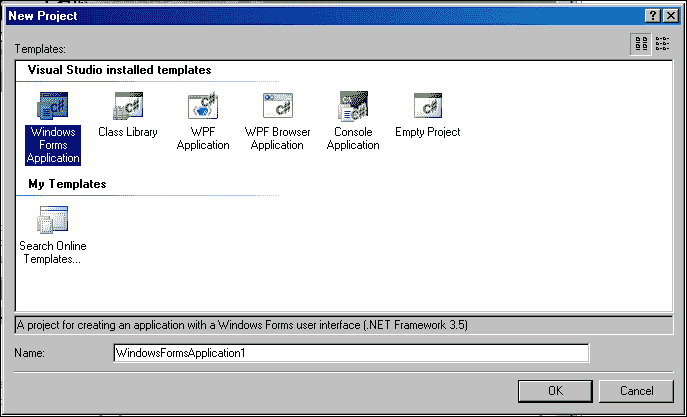 New Project
Templates:
Visual Studio installed templates
Windows Forms Application
Class Library
WPF Application
WPF Browser Application
Console Application
Empty Project
My Templates
Search Online Templates...
A project for creating an application with a Windows Forms user interface (.NET Framework 3.5)
Name: WindowsFormsApplication1
OK Cancel